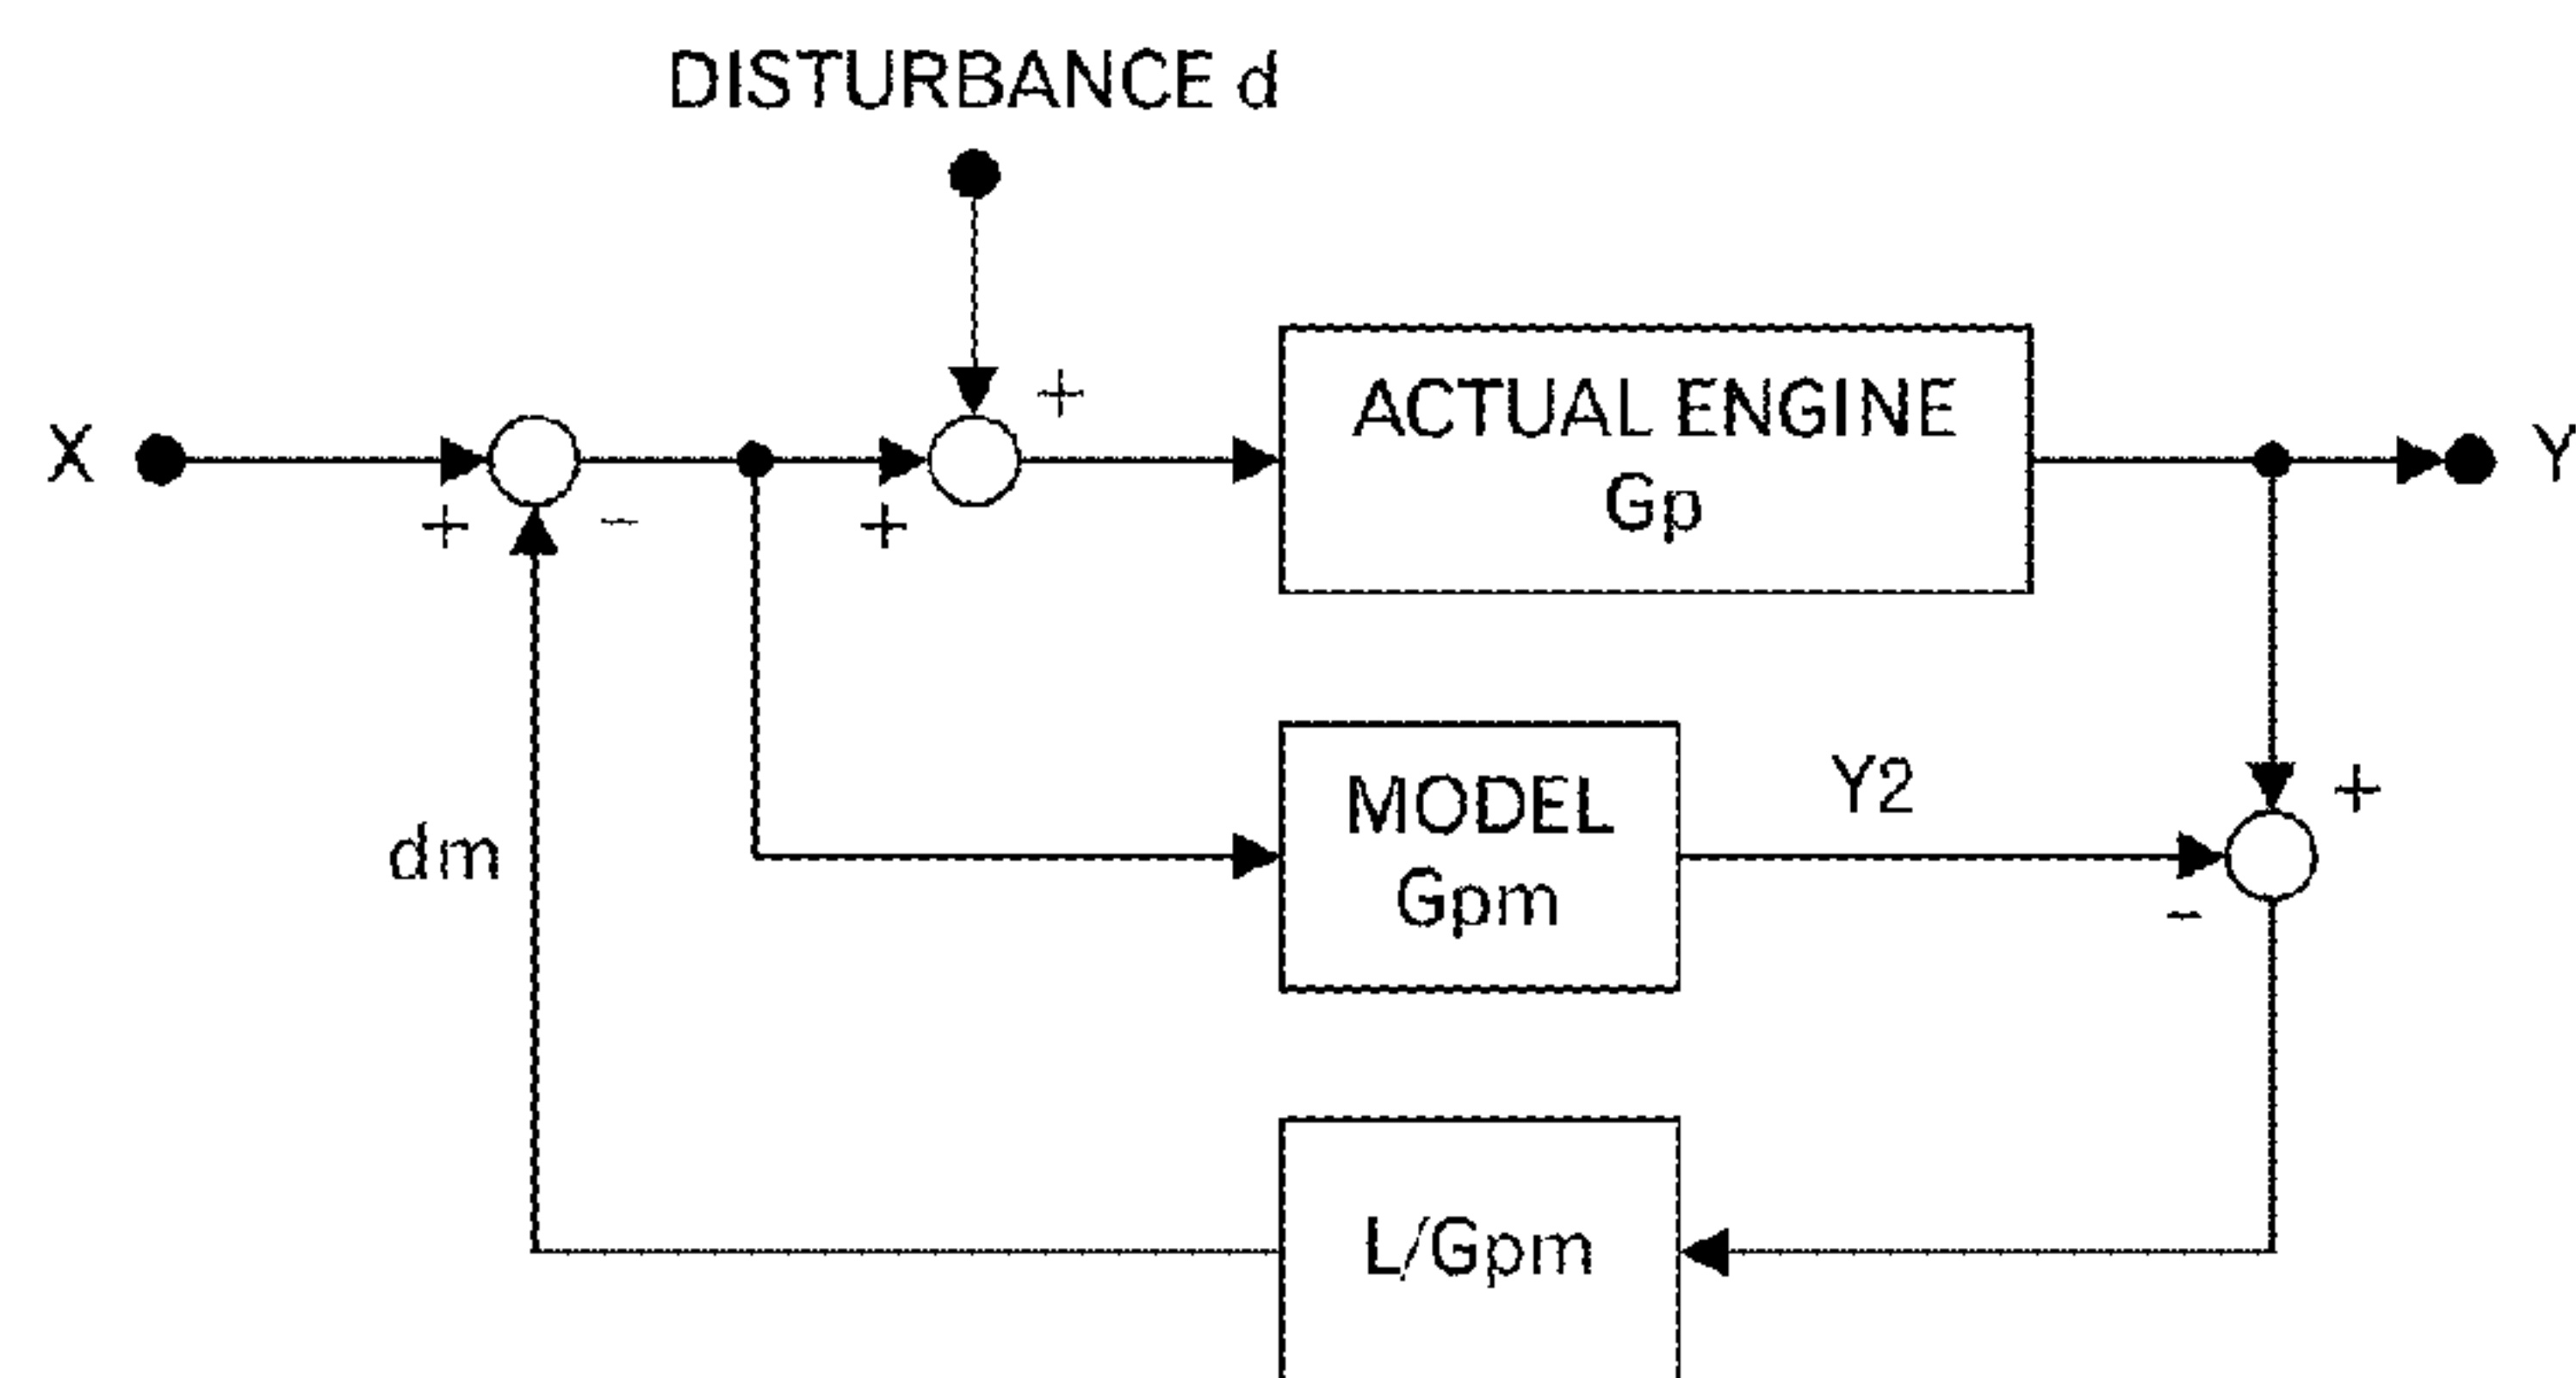 DISTURBANCE d
+
X
ACTUAL ENGINE
Gp
Y
+
-
+
MODEL
Gpm
Y2
+
-
dm
L/Gpm